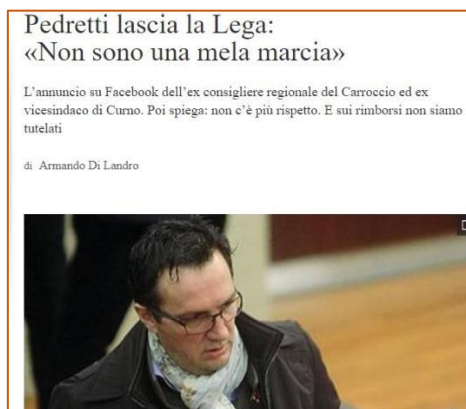 Pedretti lascia la Lega:
«Non sono una mela marcia»
L'annuncio su Facebook dell'ex consigliere regionale del Carroccio ed ex
vicesindaco di Curno. Poi spiega: non c'è più rispetto. E sui rimborsi non siamo
tutelati
di Armando Di Landro